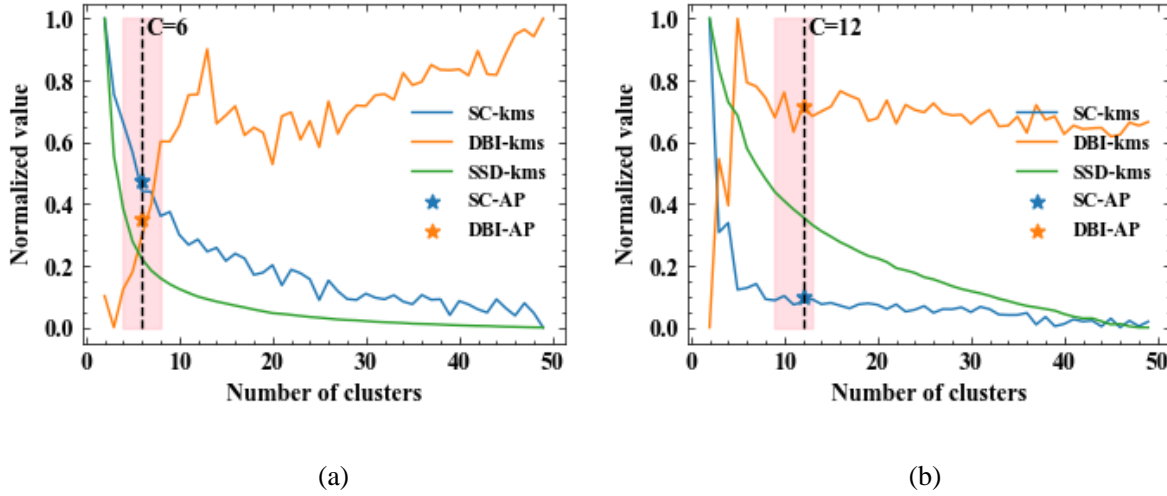 C=6
1.0
0.8
0.6
0.4
0.2
0.0
Normalized value
SC-kms
DBI-kms
SSD-kms
SC-AP
DBI-AP
0 10 20 30 40 50
Number of clusters
(a)
C=12
1.0
0.8
0.6
0.4
0.2
0.0
Normalized value
SC-kms
DBI-kms
SSD-kms
SC-AP
DBI-AP
0 10 20 30 40 50
Number of clusters
(b)